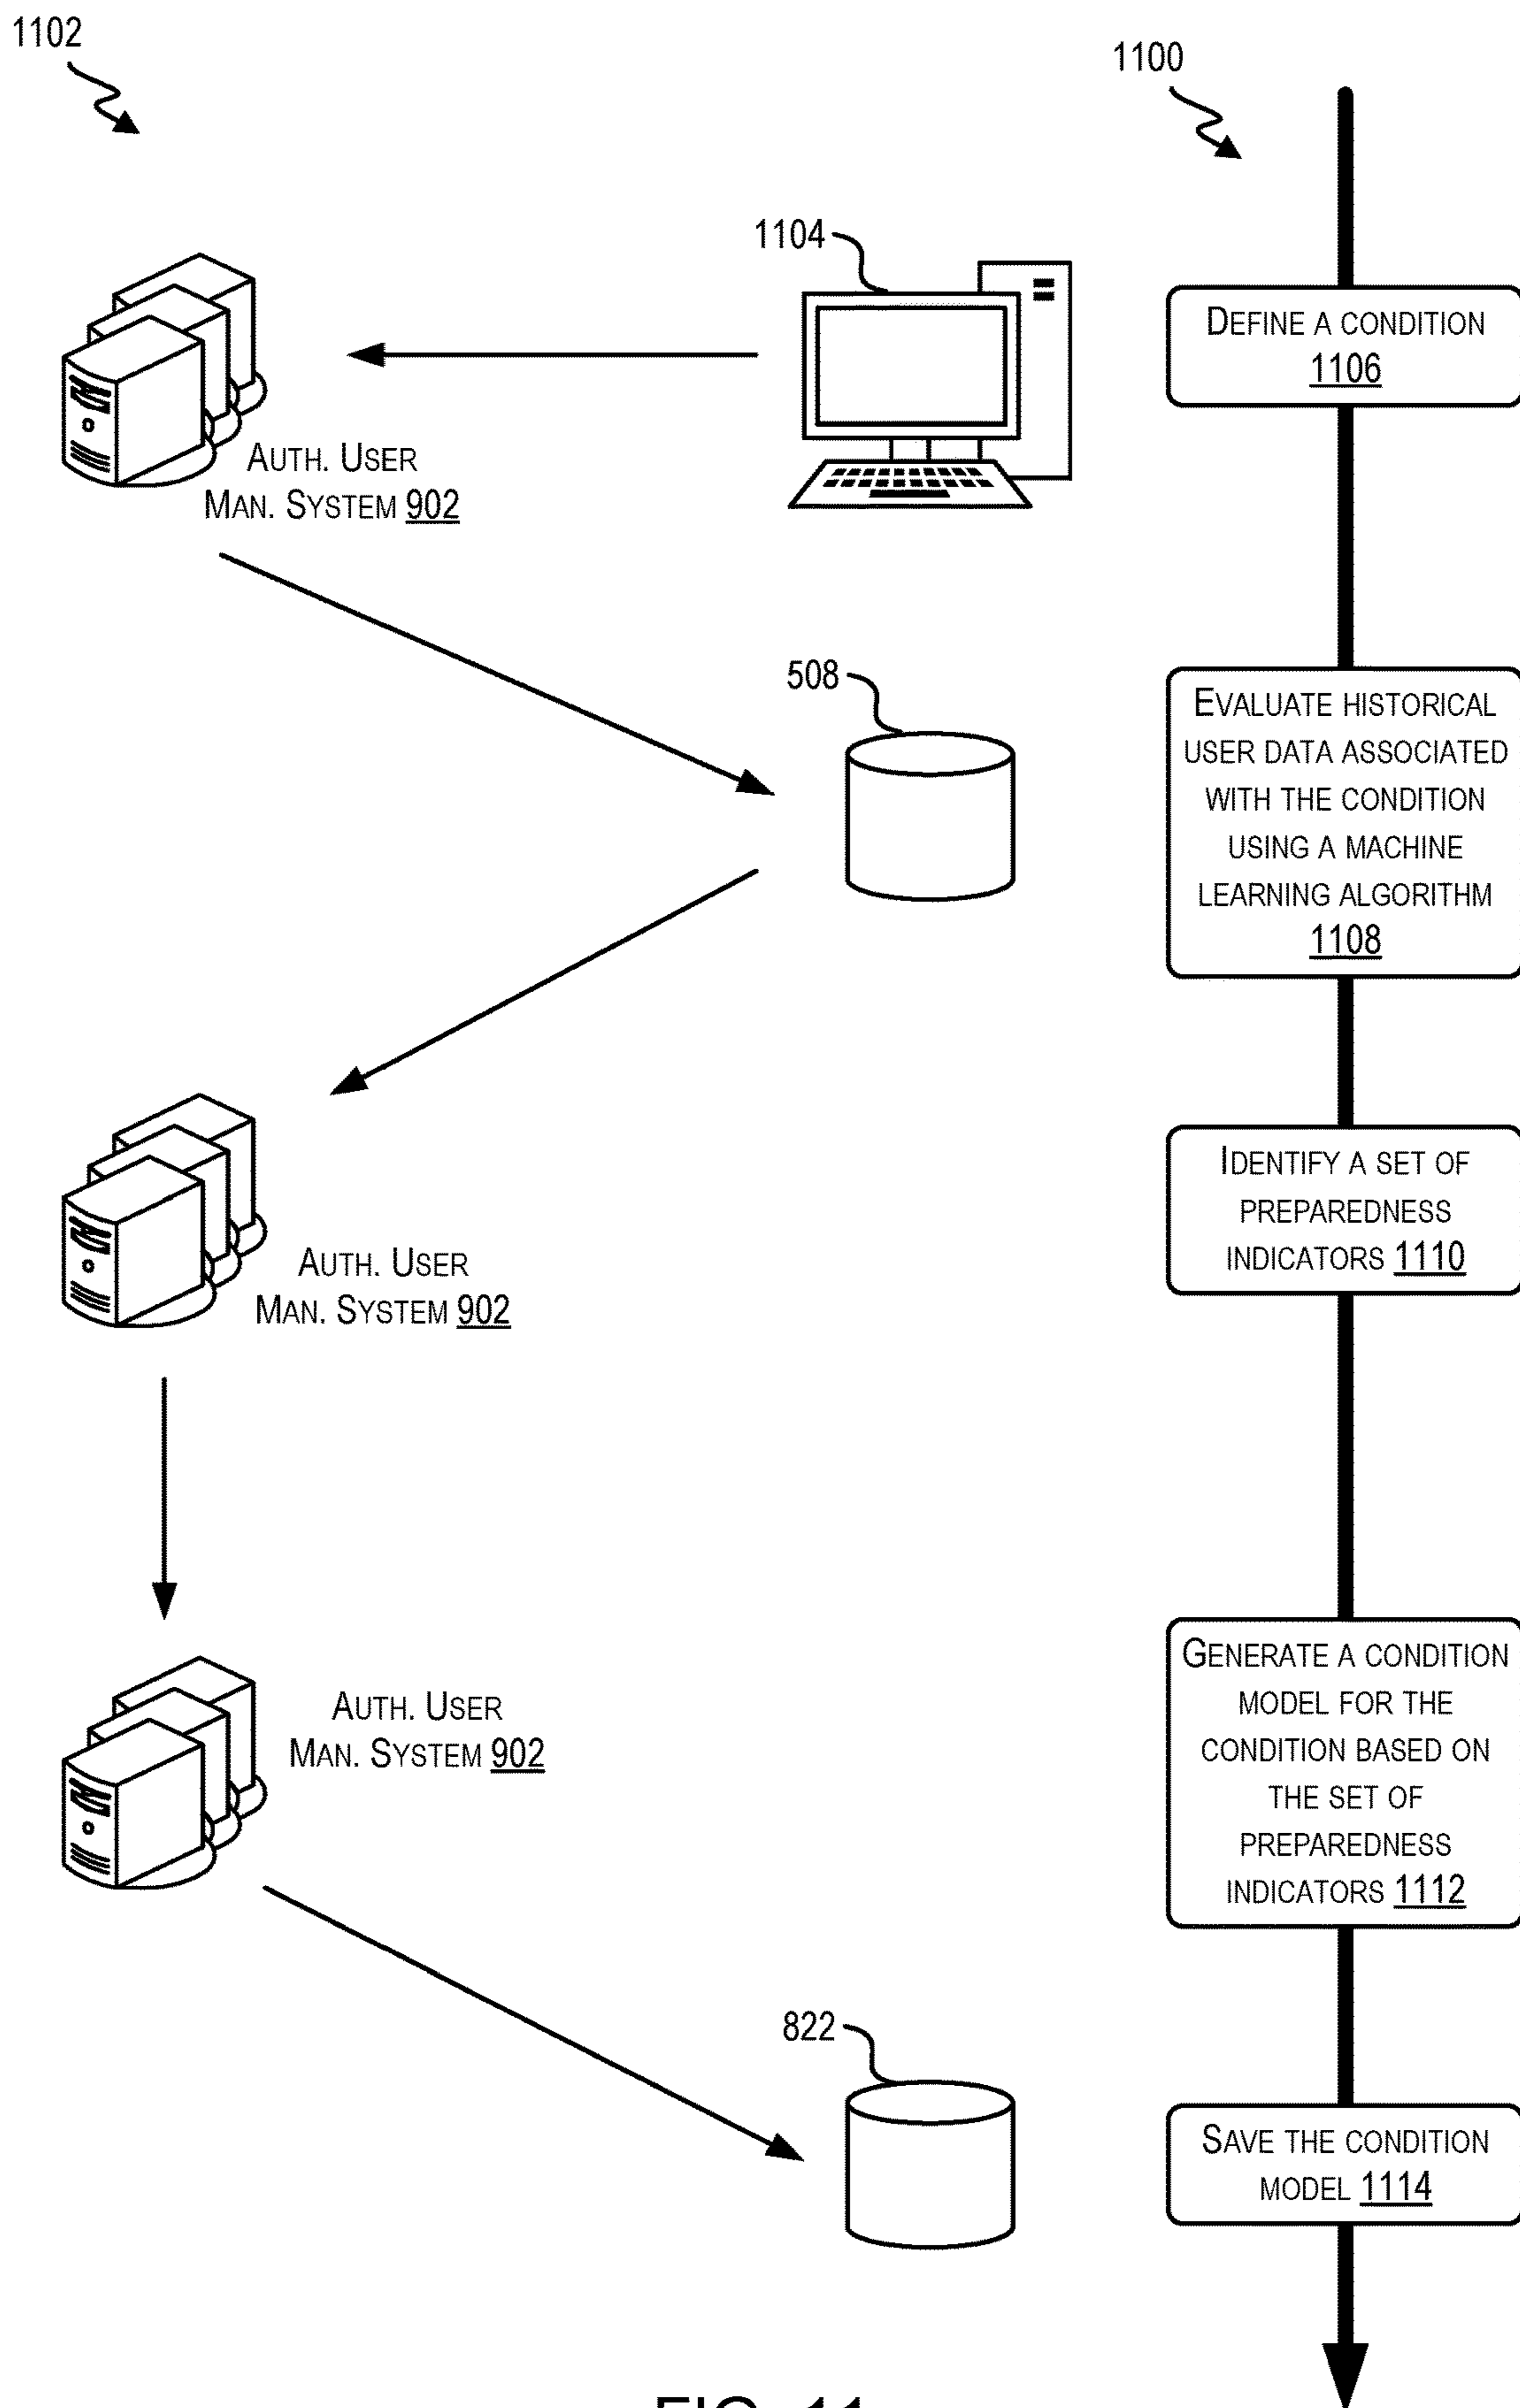 1102
1100
1104
DEFINE A CONDITION
1106
AUTH. USER
MAN. SYSTEM 902
508
EVALUATE HISTORICAL
USER DATA ASSOCIATED
WITH THE CONDITION
USING A MACHINE
LEARNING ALGORITHM
1108
AUTH. USER
MAN. SYSTEM 902
IDENTIFY A SET OF
PREPAREDNESS
INDICATORS 1110
AUTH. USER
MAN. SYSTEM 902
GENERATE A CONDITION
MODEL FOR THE
CONDITION BASED ON
THE SET OF
PREPAREDNESS
INDICATORS 1112
822
SAVE THE CONDITION
MODEL 1114
FIG. 11